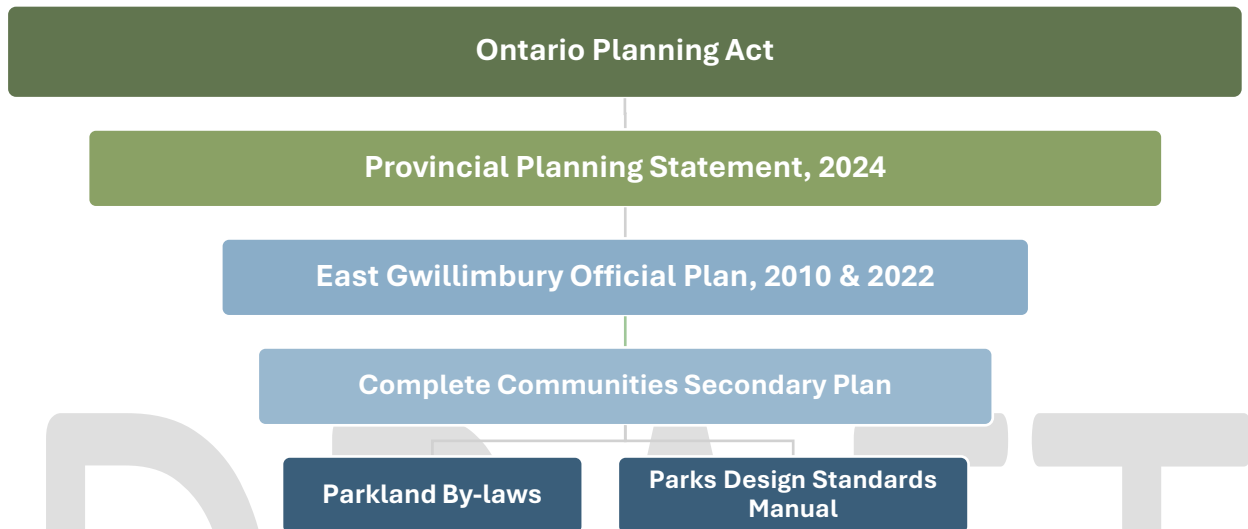 Ontario Planning Act
Provincial Planning Statement, 2024
East Gwillimbury Official Plan, 2010 & 2022
Complete Communities Secondary Plan
Parkland By-laws
Parks Design Standards
Manual
DRAFT